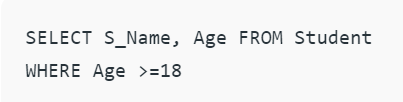 SELECT S_Name, Age FROM Student
WHERE Age >=18